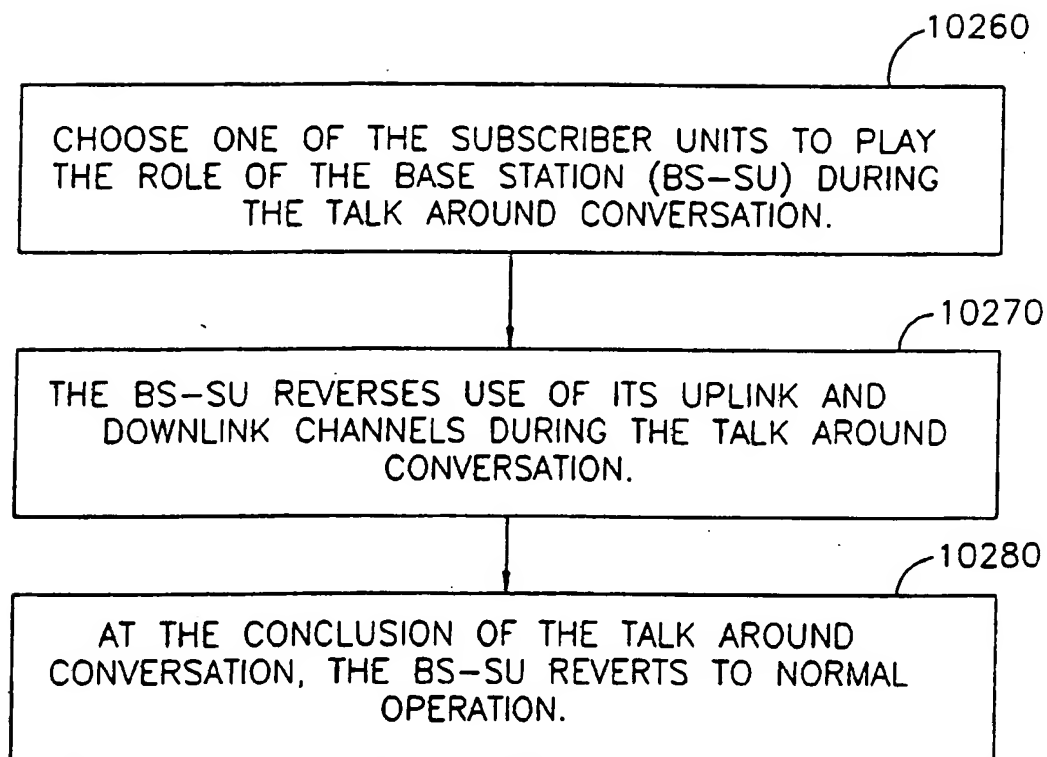 10260
CHOOSE ONE OF THE SUBSCRIBER UNITS TO PLAY
THE ROLE OF THE BASE STATION (BS-SU) DURING
THE TALK AROUND CONVERSATION.
10270
THE BS-SU REVERSES USE OF ITS UPLINK AND
DOWNLINK CHANNELS DURING THE TALK AROUND
CONVERSATION.
10280
AT THE CONCLUSION OF THE TALK AROUND
CONVERSATION, THE BS-SU REVERTS TO NORMAL
OPERATION.